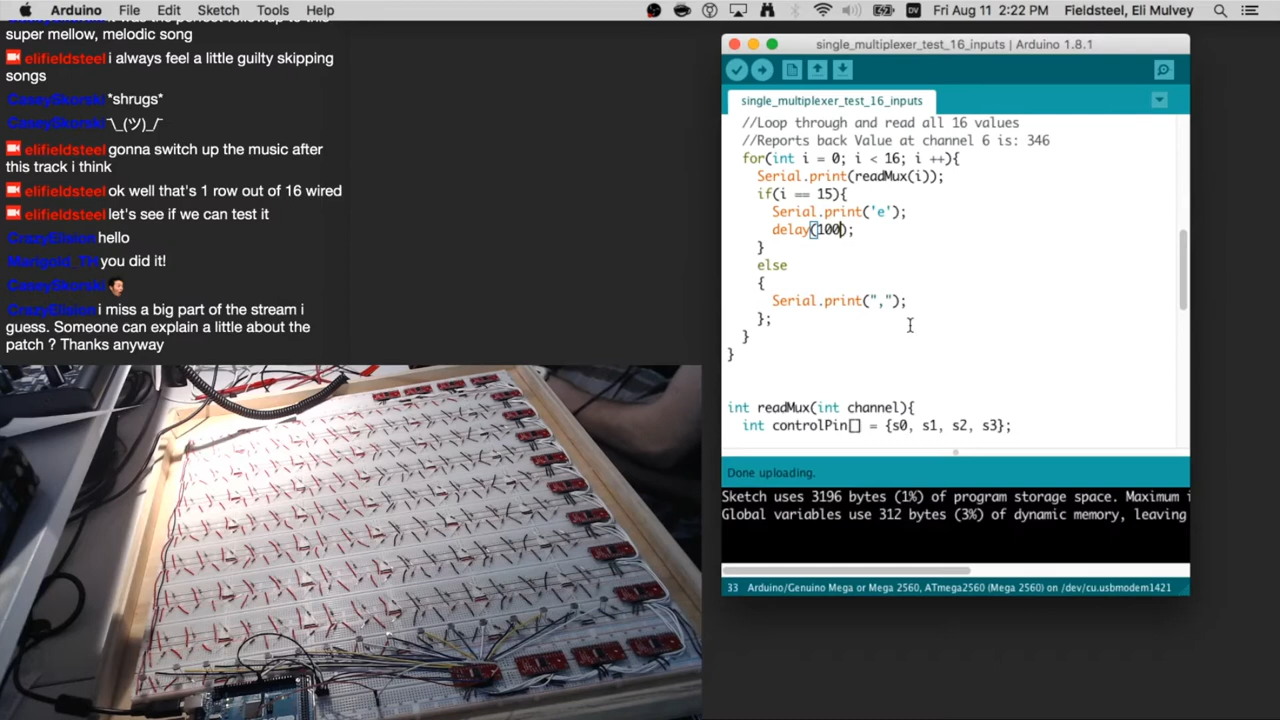 Arduino File Edit Sketch Tools Help
Fri Aug 11 2:22 PM Fieldsteel, Eli Mulvey
super mellow, melodic song
elifieldsteel i always feel a little guilty skipping
songs
CaseyBkorski *shrugs*
CaseyBkorski ¯\_(ツ)_/¯
elifieldsteel gonna switch up the music after
this track i think
elifieldsteel ok well that's 1 row out of 16 wired
elifieldsteel let's see if we can test it
CrazyElision hello
Marigold_TH you did it!
CaseyBkorski
CrazyElision i miss a big part of the stream i
guess. Someone can explain a little about the
patch ? Thanks anyway
single_multiplexer_test_16_inputs | Arduino 1.8.1
single_multiplexer_test_16_inputs
//Loop through and read all 16 values
//Reports back Value at channel 6 is: 346
for(int i = 0; i < 16; i ++){
Serial.print(readMux(i));
if(i == 15){
Serial.print('e');
delay(100);
}
else
{
Serial.print(",");
};
}
}
int readMux(int channel){
int controlPin[] = {s0, s1, s2, s3};
Done uploading.
Sketch uses 3196 bytes (1%) of program storage space. Maximum i
Global variables use 312 bytes (3%) of dynamic memory, leaving
33 Arduino/Genuino Mega or Mega 2560, ATmega2560 (Mega 2560) on /dev/cu.usbmodem1421